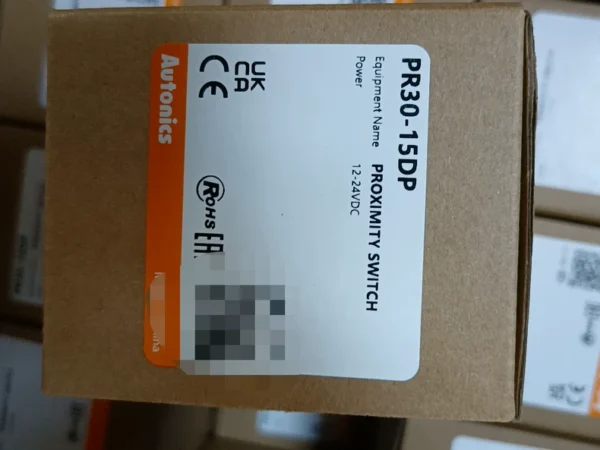 PR30-15DP
Equipment Name PROXIMITY SWITCH
Power 12-24VDC
UK
CA
CE
RoHS
EAC
Autonics